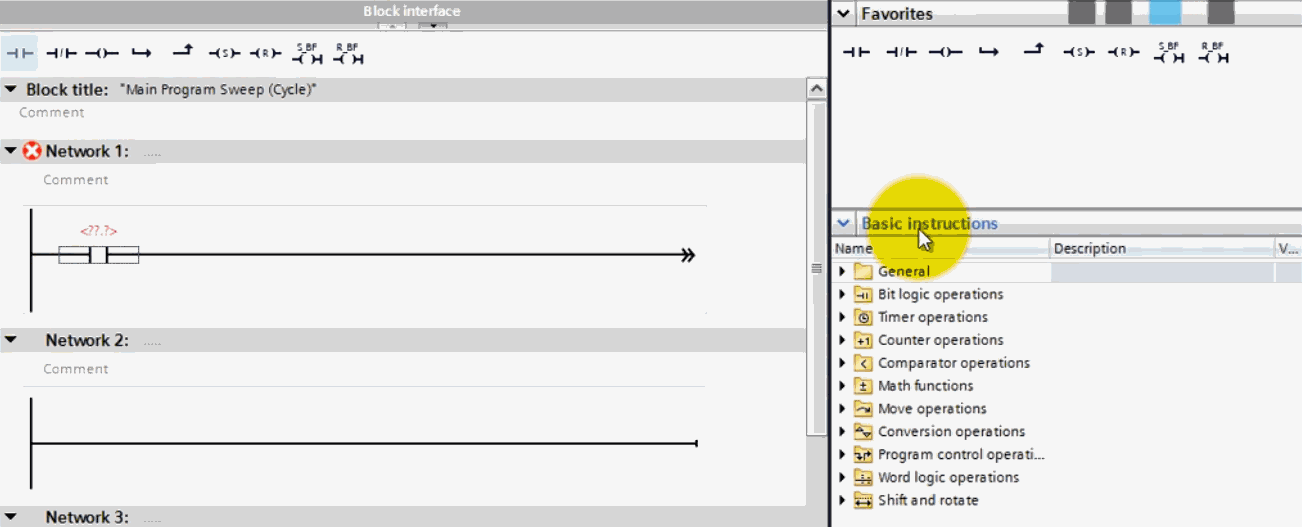 Block interface
S_BF R_BF
Block title: "Main Program Sweep (Cycle)"
Comment
Network 1: .....
Comment
<??.?>
Network 2: .....
Comment
Network 3: .....
Favorites
S_BF R_BF
Basic instructions
Name Description V...
General
Bit logic operations
Timer operations
Counter operations
Comparator operations
Math functions
Move operations
Conversion operations
Program control operati...
Word logic operations
Shift and rotate